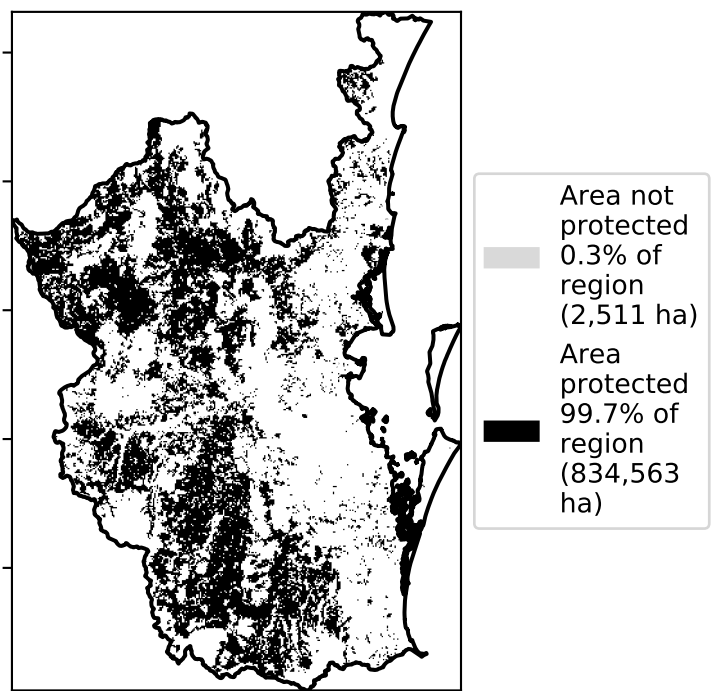 Area not
protected
0.3% of
region
(2,511 ha)
Area
protected
99.7% of
region
(834,563
ha)